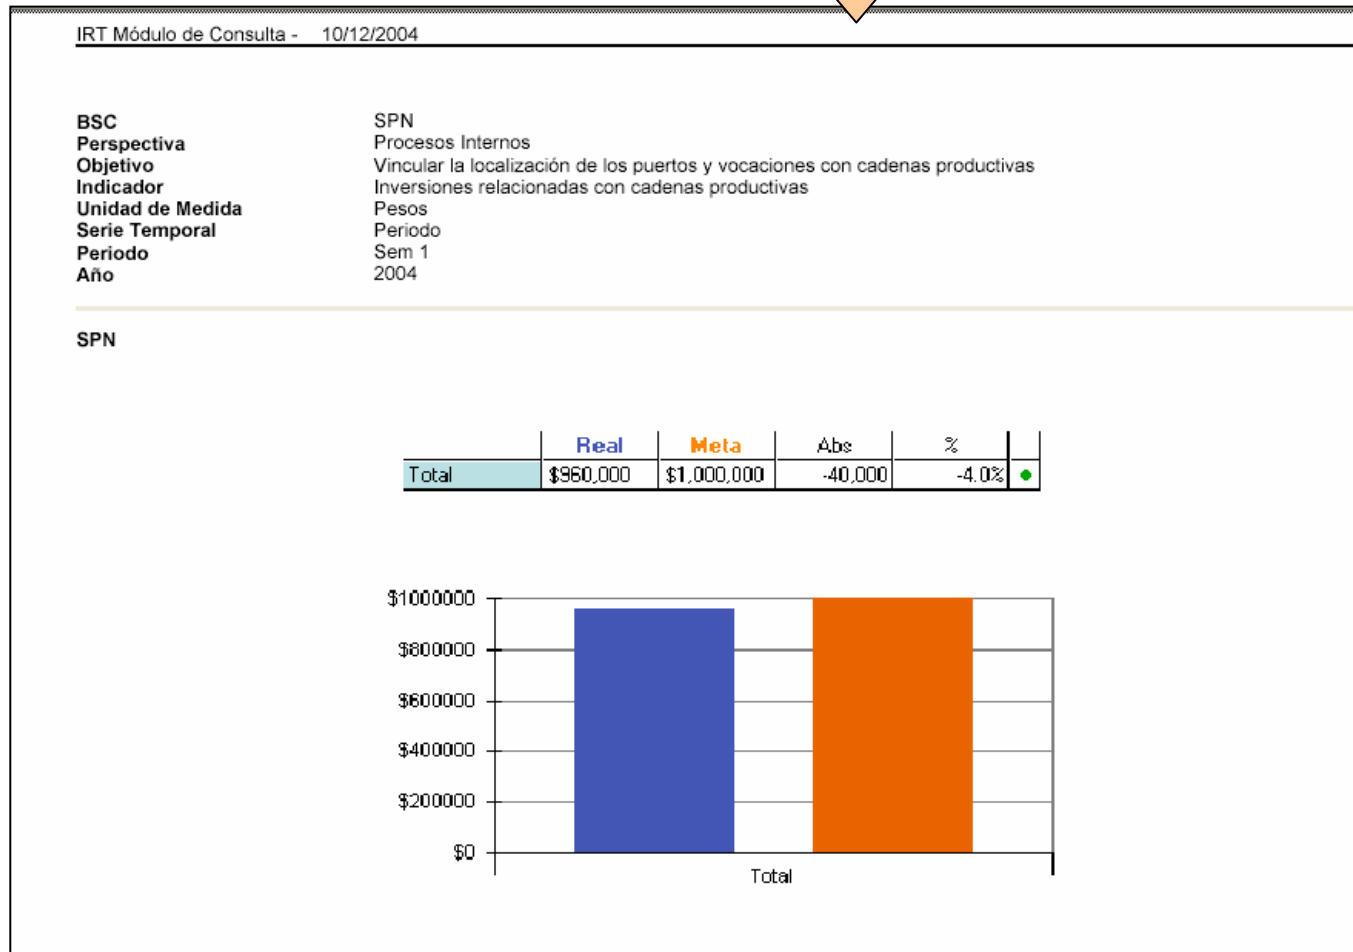 IRT Módulo de Consulta - 10/12/2004
BSC SPN
Perspectiva Procesos Internos
Objetivo Vincular la localización de los puertos y vocaciones con cadenas productivas
Indicador Inversiones relacionadas con cadenas productivas
Unidad de Medida Pesos
Serie Temporal Periodo
Periodo Sem 1
Año 2004
SPN
Real Meta Abs %
Total $960,000 $1,000,000 -40,000 -4.0%
$1000000
$800000
$600000
$400000
$200000
$0
Total